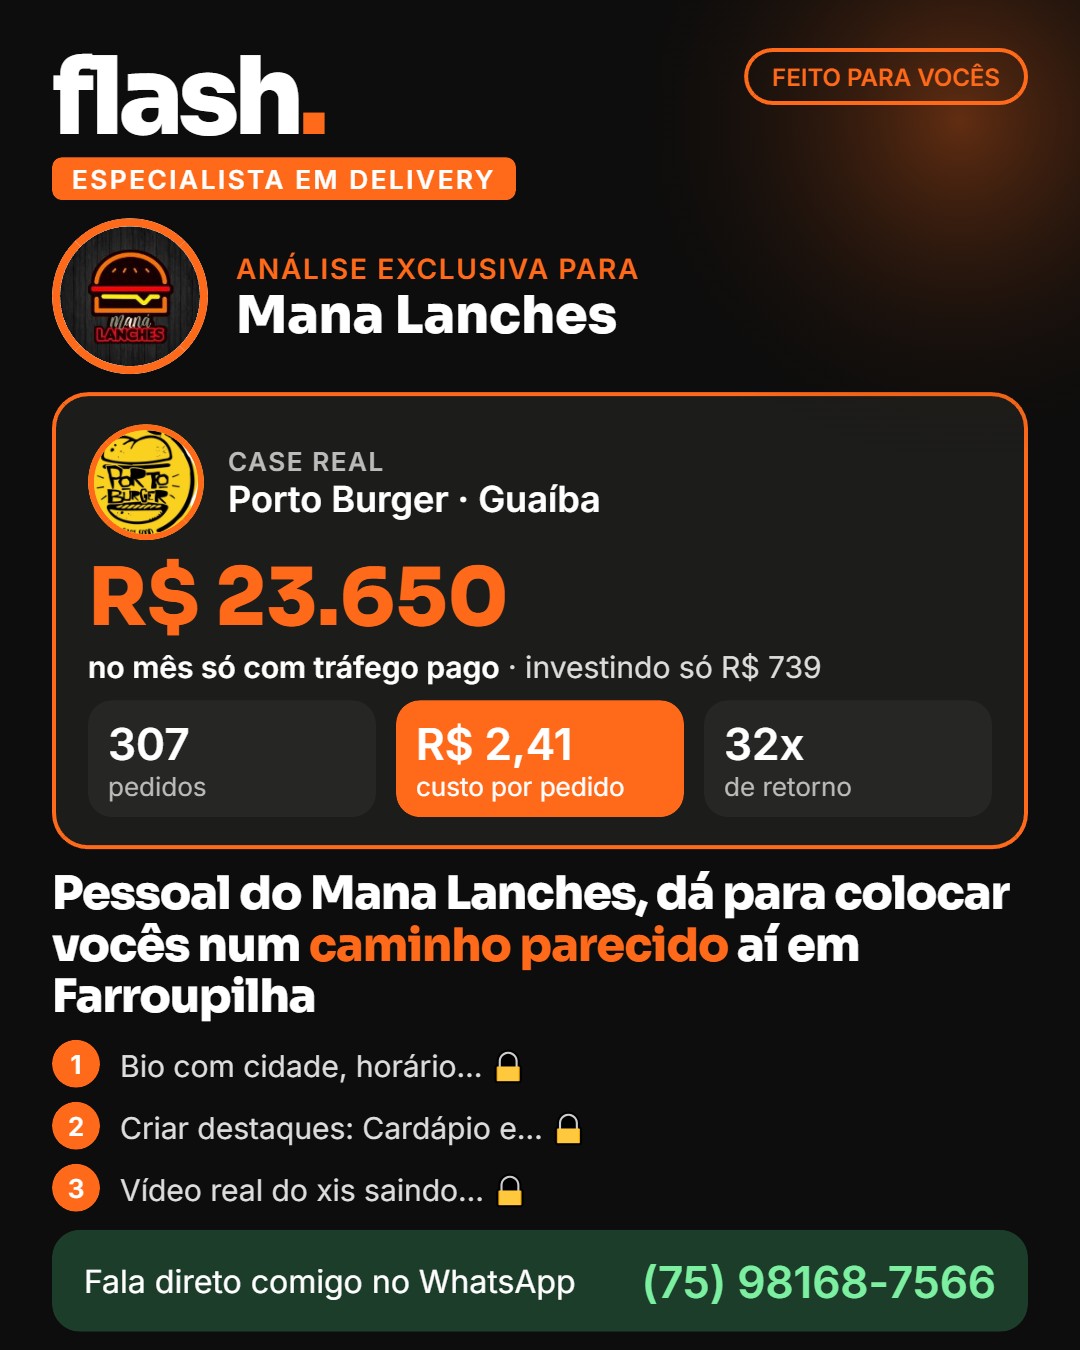 flash.
FEITO PARA VOCÊS
ESPECIALISTA EM DELIVERY
maná
LANCHES
ANÁLISE EXCLUSIVA PARA
Mana Lanches
PORTO
BURGER
CASE REAL
Porto Burger · Guaíba
R$ 23.650
no mês só com tráfego pago · investindo só R$ 739
307
pedidos
R$ 2,41
custo por pedido
32x
de retorno
Pessoal do Mana Lanches, dá para colocar
vocês num caminho parecido aí em
Farroupilha
1 Bio com cidade, horário... 🔒
2 Criar destaques: Cardápio e... 🔒
3 Vídeo real do xis saindo... 🔒
Fala direto comigo no WhatsApp (75) 98168-7566